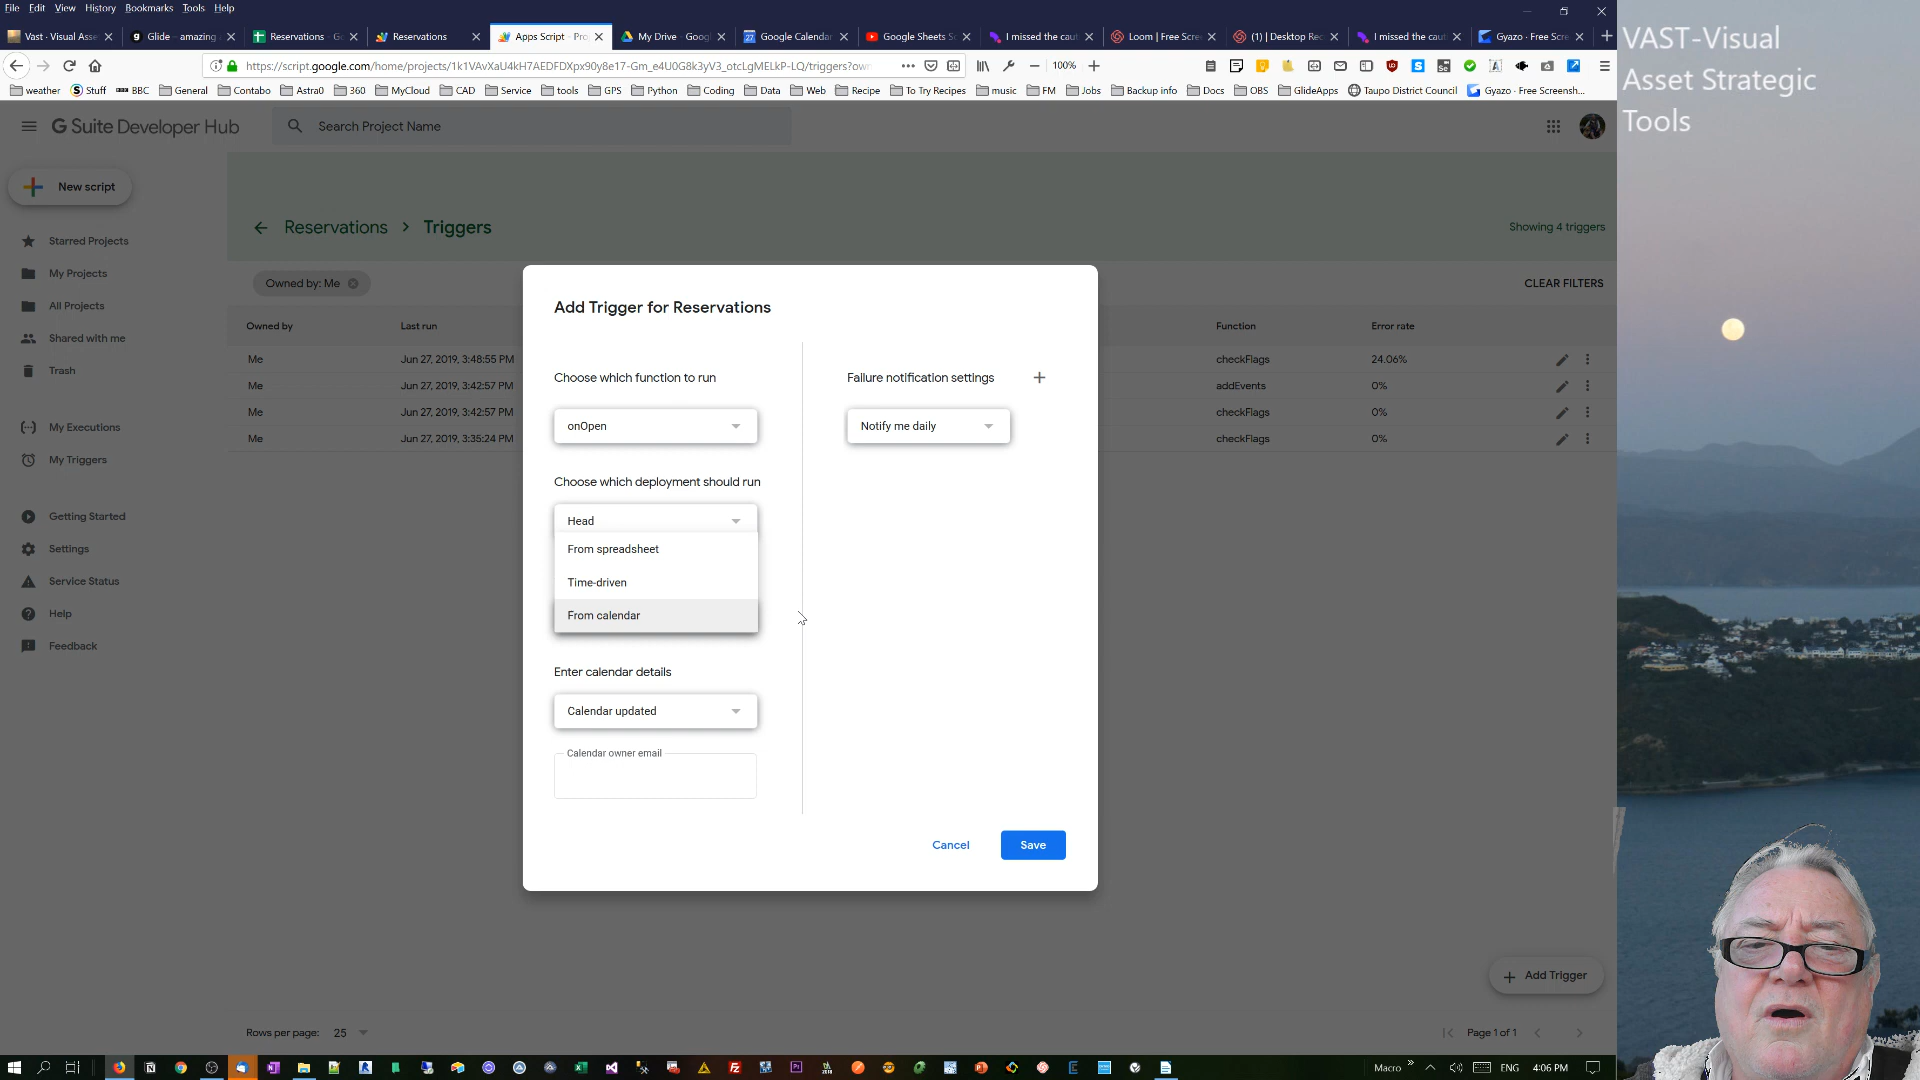 File Edit View History Bookmarks Tools Help
Vast - Visual Asse
Glide - amazing
Reservations - Go
Reservations
Apps Script - Pro
My Drive - Goog
Google Calenda
Google Sheets Sc
I missed the caut
Loom | Free Scre
(1) | Desktop Rec
I missed the caut
Gyazo - Free Scre
https://script.google.com/home/projects/1k1VAvXaU4kH7AEDFDXpx90y8e17-Gm_e4U0G8k3yV3_otcLgMELkP-LQ/triggers?own
100%
weather Stuff BBC General Contabo Astra0 360 MyCloud CAD Service tools GPS Python Coding Data Web Recipe To Try Recipes music FM Jobs Backup info Docs OBS GlideApps Taupo District Council Gyazo - Free Screensh...
G Suite Developer Hub
Search Project Name
New script
Starred Projects
My Projects
All Projects
Shared with me
Trash
My Executions
My Triggers
Getting Started
Settings
Service Status
Help
Feedback
Reservations > Triggers
Showing 4 triggers
Owned by: Me
CLEAR FILTERS
Owned by Last run Function Error rate
Me Jun 27, 2019, 3:48:55 PM checkFlags 24.06%
Me Jun 27, 2019, 3:42:57 PM addEvents 0%
Me Jun 27, 2019, 3:42:57 PM checkFlags 0%
Me Jun 27, 2019, 3:35:24 PM checkFlags 0%
Add Trigger for Reservations
Choose which function to run
onOpen
Choose which deployment should run
Head
From spreadsheet
Time-driven
From calendar
Enter calendar details
Calendar updated
Calendar owner email
Failure notification settings
Notify me daily
Cancel
Save
Add Trigger
Rows per page: 25
Page 1 of 1
Macro
ENG
4:06 PM
VAST-Visual
Asset Strategic
Tools